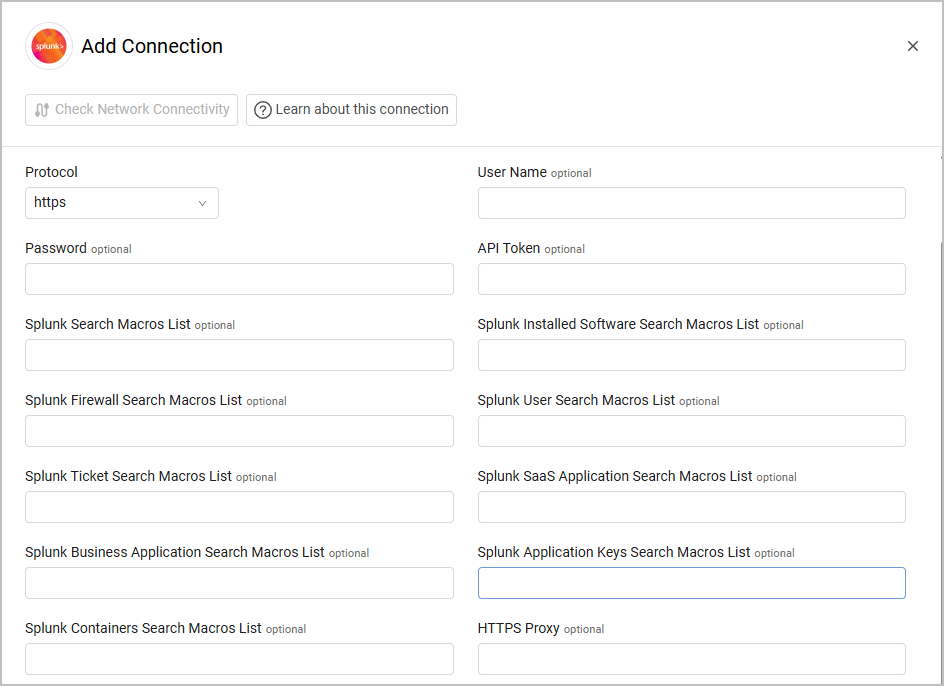 splunk>
Add Connection
Check Network Connectivity
Learn about this connection
Protocol
User Name optional
https
Password optional
API Token optional
Splunk Search Macros List optional
Splunk Installed Software Search Macros List optional
Splunk Firewall Search Macros List optional
Splunk User Search Macros List optional
Splunk Ticket Search Macros List optional
Splunk SaaS Application Search Macros List optional
Splunk Business Application Search Macros List optional
Splunk Application Keys Search Macros List optional
Splunk Containers Search Macros List optional
HTTPS Proxy optional